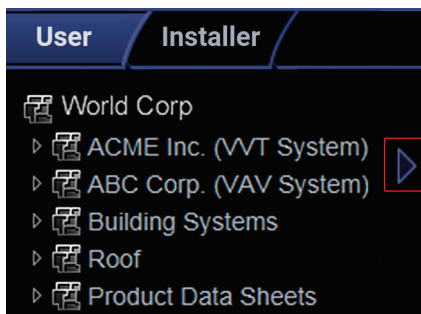 User Installer
World Corp
ACME Inc. (VVT System)
ABC Corp. (VAV System)
Building Systems
Roof
Product Data Sheets